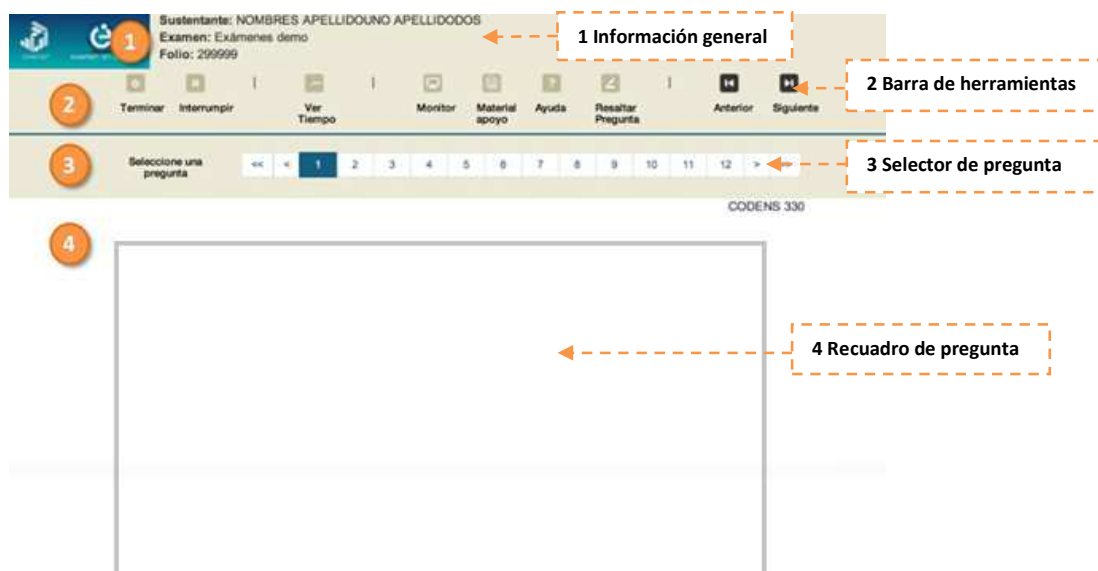 Sustentante: NOMBRES APELLIDOUNO APELLIDODOS
1 Examen: Exámenes demo
Folio: 299999
1 Información general
2 Terminar Interrumpir | Ver Tiempo | Monitor Material apoyo Ayuda Resaltar Pregunta | Anterior Siguiente
2 Barra de herramientas
3 Seleccione una pregunta << < 1 2 3 4 5 6 7 8 9 10 11 12 >
3 Selector de pregunta
CODENS 330
4
4 Recuadro de pregunta